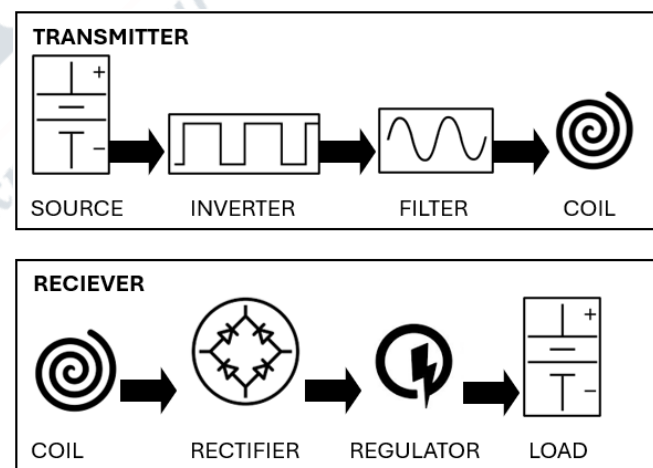 TRANSMITTER
+
−
SOURCE INVERTER FILTER COIL
RECIEVER
+
−
COIL RECTIFIER REGULATOR LOAD